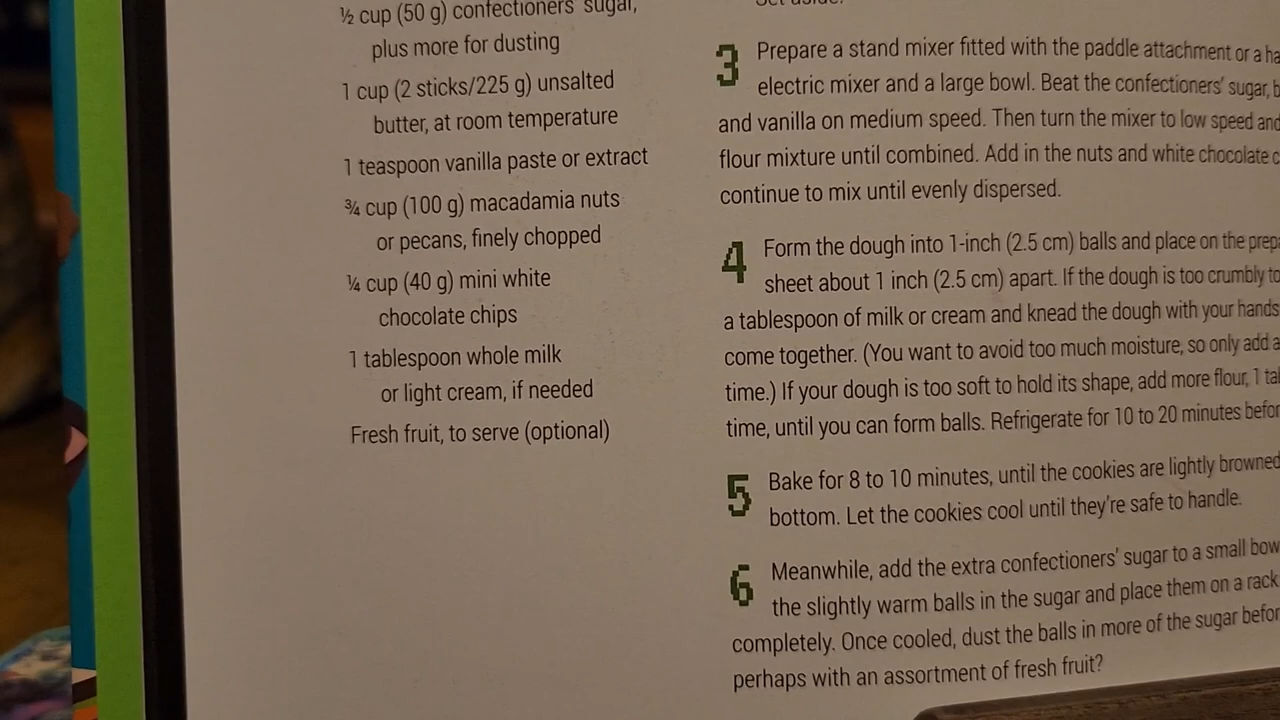 ½ cup (50 g) confectioners' sugar,
plus more for dusting
1 cup (2 sticks/225 g) unsalted
butter, at room temperature
1 teaspoon vanilla paste or extract
¾ cup (100 g) macadamia nuts
or pecans, finely chopped
¼ cup (40 g) mini white
chocolate chips
1 tablespoon whole milk
or light cream, if needed
Fresh fruit, to serve (optional)
Set aside.
3 Prepare a stand mixer fitted with the paddle attachment or a
electric mixer and a large bowl. Beat the confectioners' sugar,
and vanilla on medium speed. Then turn the mixer to low speed and
flour mixture until combined. Add in the nuts and white chocolate
continue to mix until evenly dispersed.
4 Form the dough into 1-inch (2.5 cm) balls and place on the
sheet about 1 inch (2.5 cm) apart. If the dough is too crumbly to
a tablespoon of milk or cream and knead the dough with your hands
come together. (You want to avoid too much moisture, so only add a
time.) If your dough is too soft to hold its shape, add more flour, 1
time, until you can form balls. Refrigerate for 10 to 20 minutes
5 Bake for 8 to 10 minutes, until the cookies are lightly browned
bottom. Let the cookies cool until they're safe to handle.
6 Meanwhile, add the extra confectioners' sugar to a small
the slightly warm balls in the sugar and place them on a rack
completely. Once cooled, dust the balls in more of the sugar
perhaps with an assortment of fresh fruit?